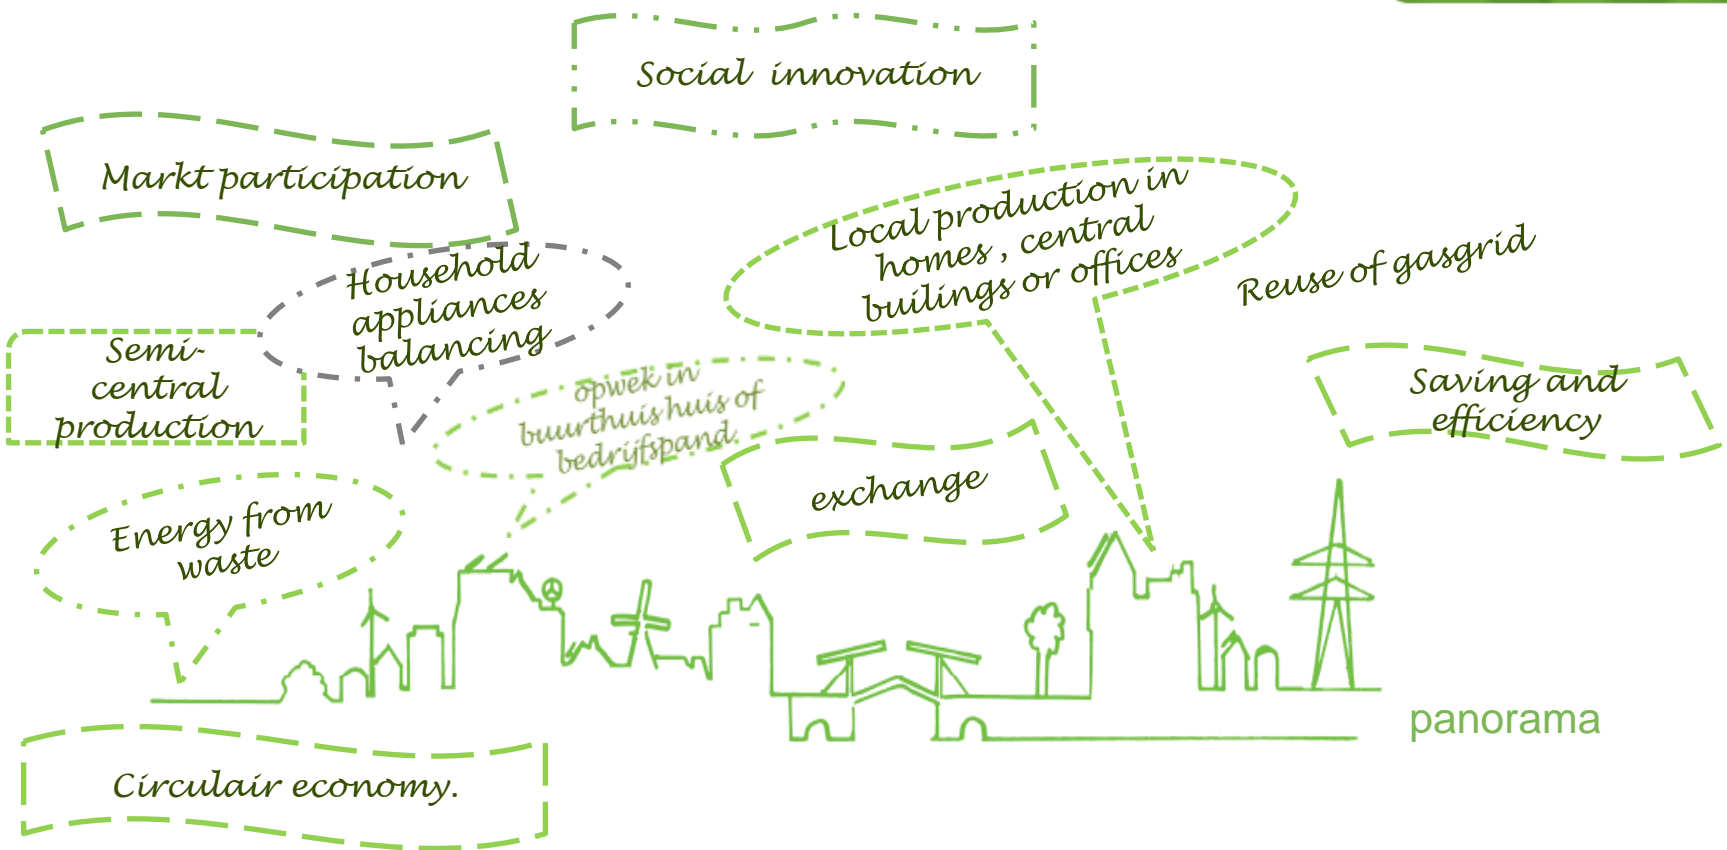 Social innovation
Markt participation
Local production in
homes , central
builings or offices
Reuse of gasgrid
Household
appliances
balancing
Semi-
central
production
opwek in
buurthuis huis of
bedrijfspand.
Saving and
efficiency
exchange
Energy from
waste
panorama
Circulair economy.